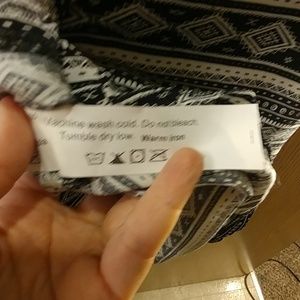 Machine wash cold. Do not bleach.
Tumble dry low. Warm iron